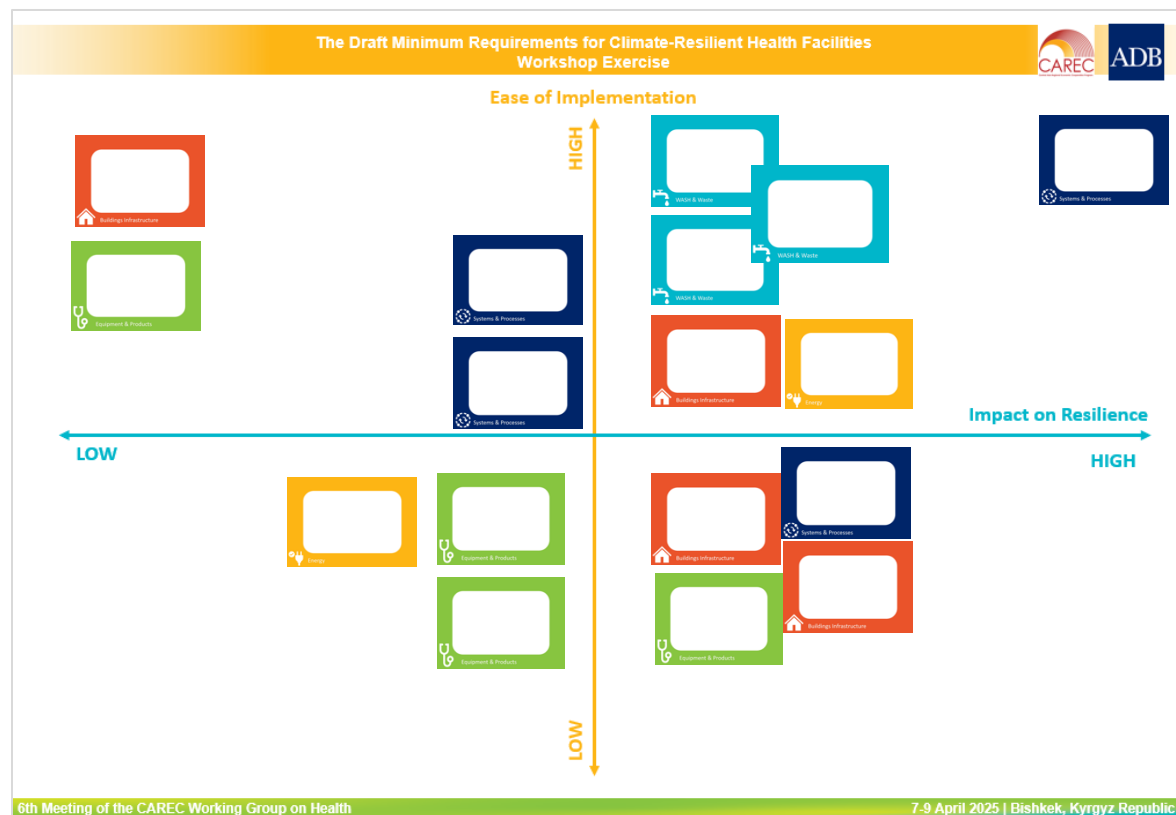 The Draft Minimum Requirements for Climate-Resilient Health Facilities
Workshop Exercise
CAREC
ADB
Ease of Implementation
HIGH
WASH & Waste
Systems & Processes
Buildings Infrastructure
WASH & Waste
WASH & Waste
Equipment & Products
Systems & Processes
Buildings Infrastructure
Energy
Systems & Processes
Impact on Resilience
LOW
HIGH
Systems & Processes
Energy
Equipment & Products
Buildings Infrastructure
Buildings Infrastructure
Equipment & Products
Equipment & Products
LOW
6th Meeting of the CAREC Working Group on Health
7-9 April 2025 | Bishkek, Kyrgyz Republic